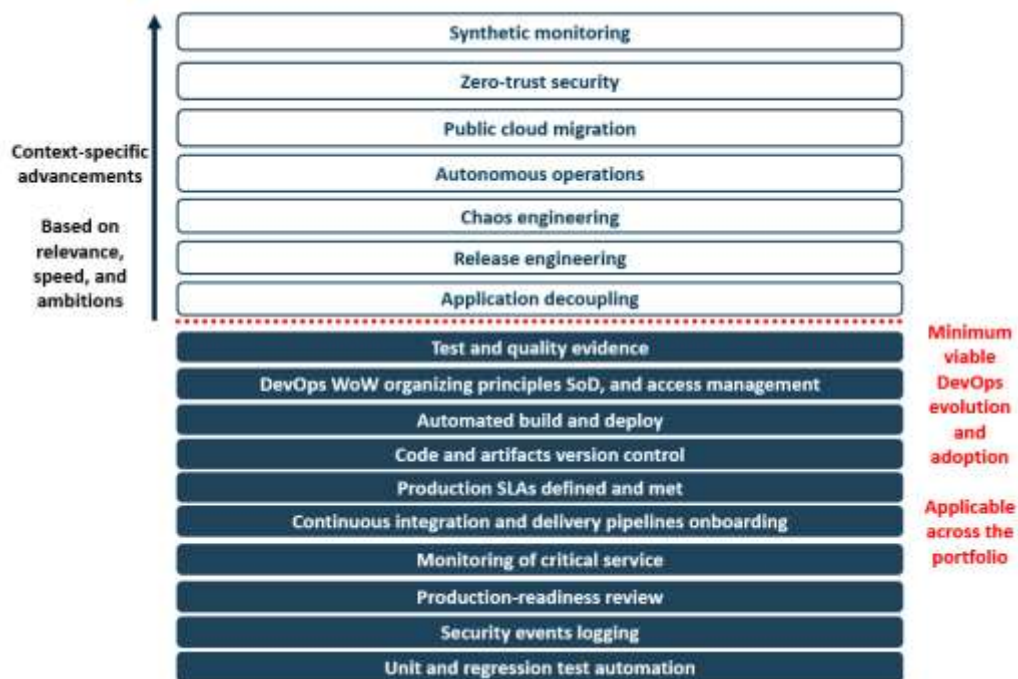 Synthetic monitoring
Zero-trust security
Public cloud migration
Context-specific
advancements
Autonomous operations
Chaos engineering
Based on
relevance,
speed, and
ambitions
Release engineering
Application decoupling
Test and quality evidence
DevOps WoW organizing principles SoD, and access management
Automated build and deploy
Code and artifacts version control
Production SLAs defined and met
Continuous integration and delivery pipelines onboarding
Monitoring of critical service
Production-readiness review
Security events logging
Unit and regression test automation
Minimum
viable
DevOps
evolution
and
adoption
Applicable
across the
portfolio